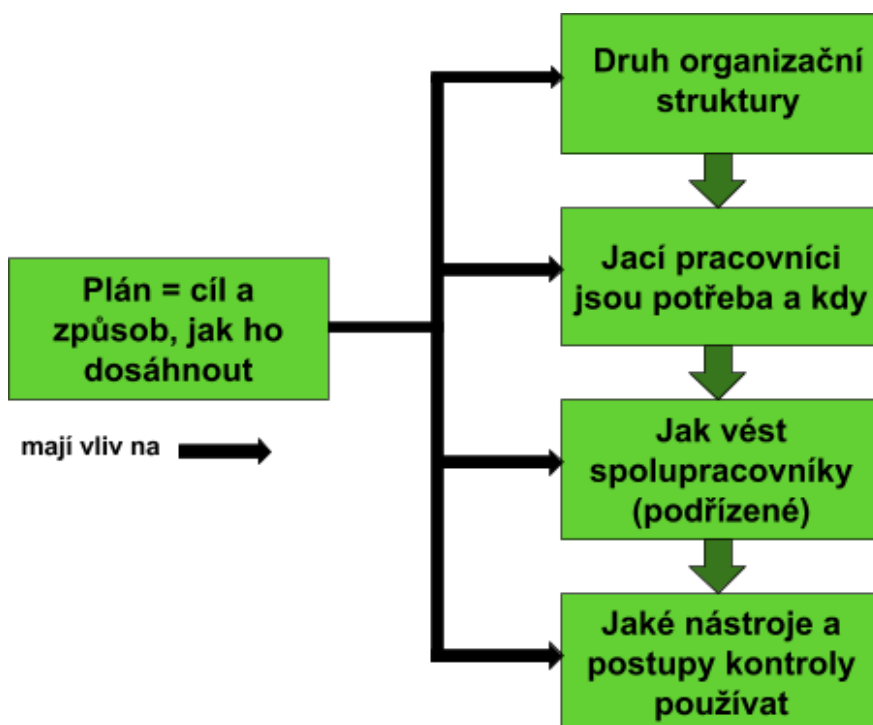 Druh organizační
struktury
Jací pracovníci
jsou potřeba a kdy
Plán = cíl a
způsob, jak ho
dosáhnout
mají vliv na
Jak vést
spolupracovníky
(podřízené)
Jaké nástroje a
postupy kontroly
používat